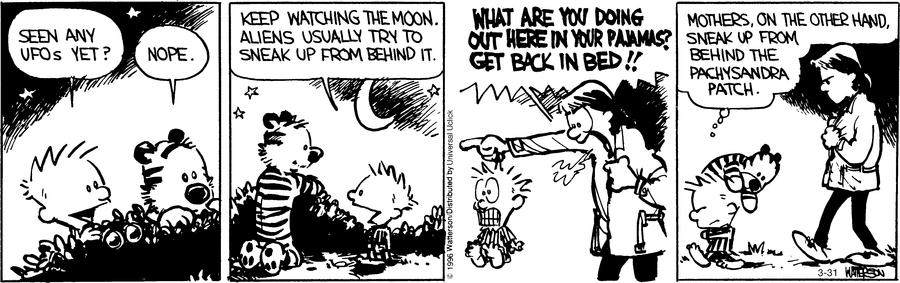 SEEN ANY
UFOs YET?
NOPE.
KEEP WATCHING THE MOON.
ALIENS USUALLY TRY TO
SNEAK UP FROM BEHIND IT.
© 1996 Watterson/Distributed by Universal Uclick
WHAT ARE YOU DOING
OUT HERE IN YOUR PAJAMAS?
GET BACK IN BED!!
MOTHERS, ON THE OTHER HAND,
SNEAK UP FROM
BEHIND THE
PACHYSANDRA
PATCH.
3-31 WATTERSON